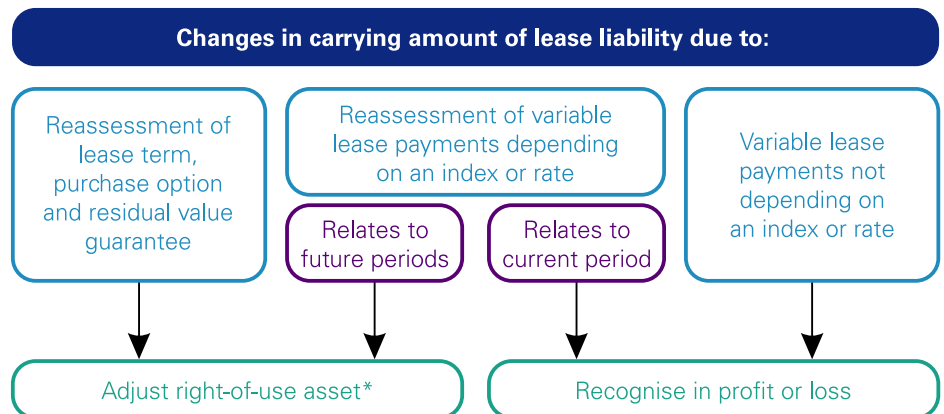 Changes in carrying amount of lease liability due to:
Reassessment of
lease term,
purchase option
and residual value
guarantee
Reassessment of variable
lease payments depending
on an index or rate
Relates to
future periods
Relates to
current period
Variable lease
payments not
depending on
an index or rate
Adjust right-of-use asset*
Recognise in profit or loss